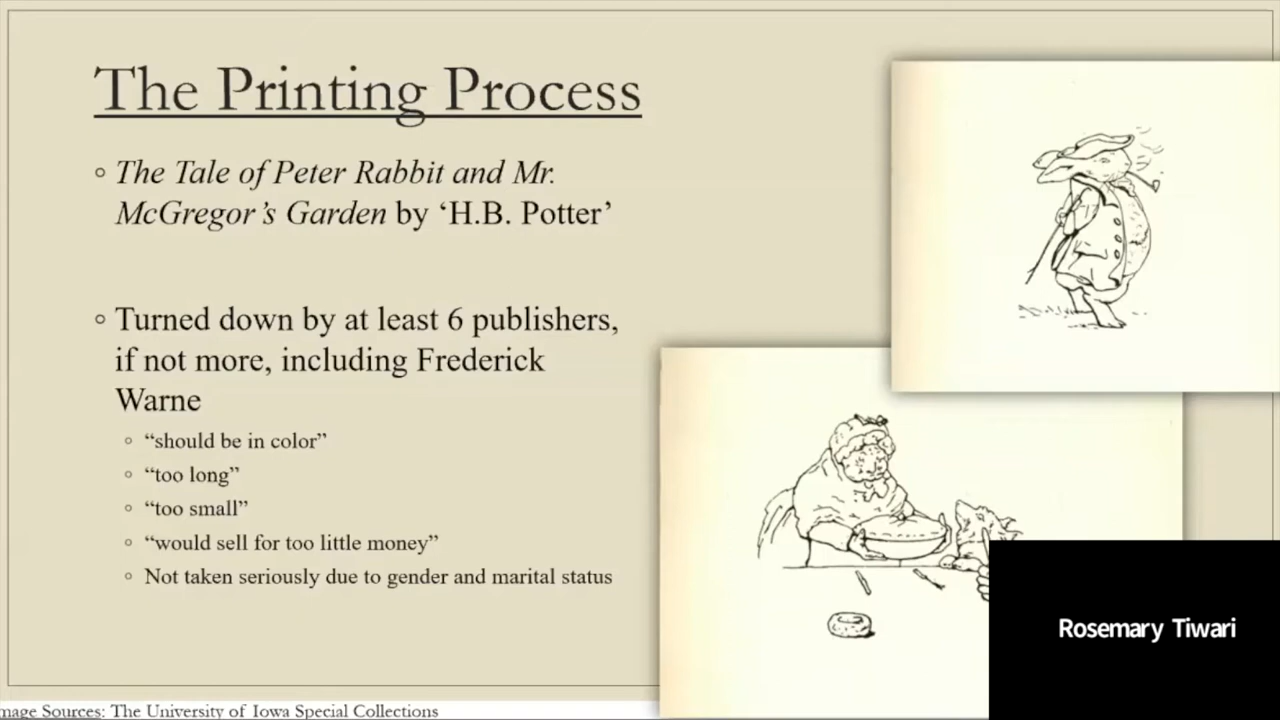 The Printing Process
◦ The Tale of Peter Rabbit and Mr.
McGregor's Garden by ‘H.B. Potter’
◦ Turned down by at least 6 publishers,
if not more, including Frederick
Warne
◦ “should be in color”
◦ “too long”
◦ “too small”
◦ “would sell for too little money”
◦ Not taken seriously due to gender and marital status
Rosemary Tiwari
mage Sources: The University of Iowa Special Collections